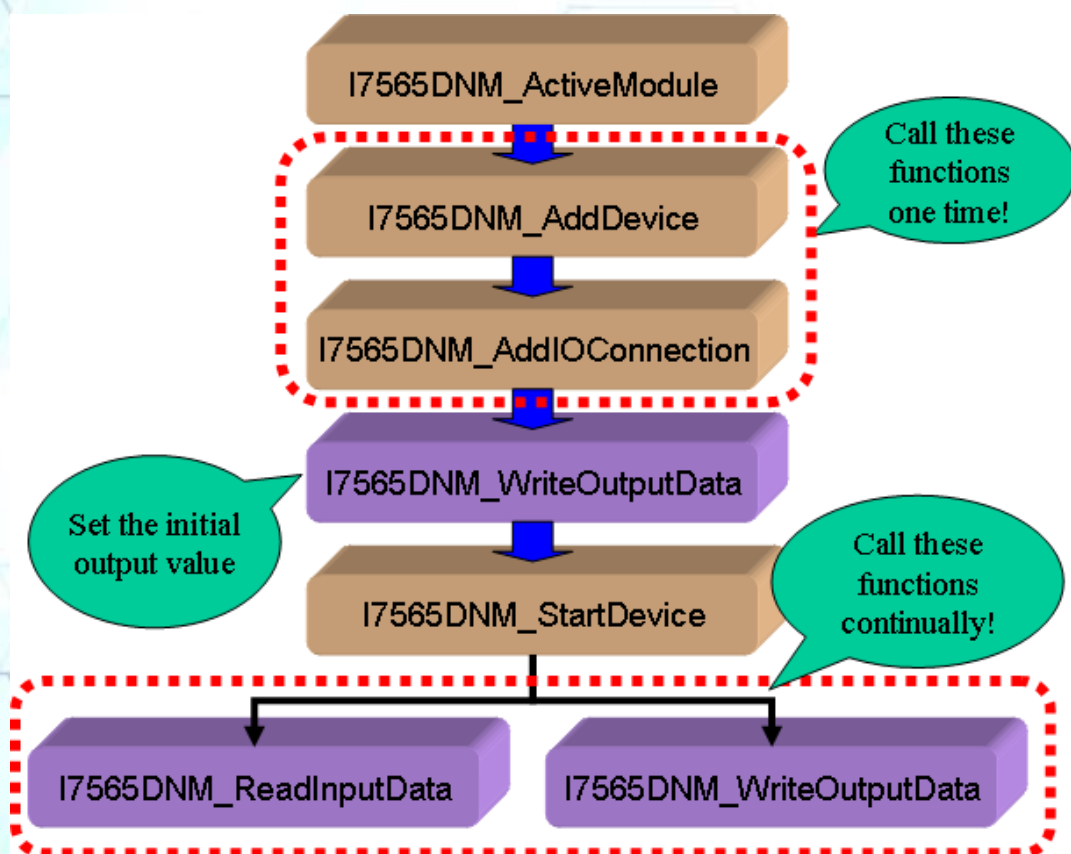 I7565DNM_ActiveModule
Call these
functions
one time!
I7565DNM_AddDevice
I7565DNM_AddIOConnection
I7565DNM_WriteOutputData
Set the initial
output value
I7565DNM_StartDevice
Call these
functions
continually!
I7565DNM_ReadInputData
I7565DNM_WriteOutputData